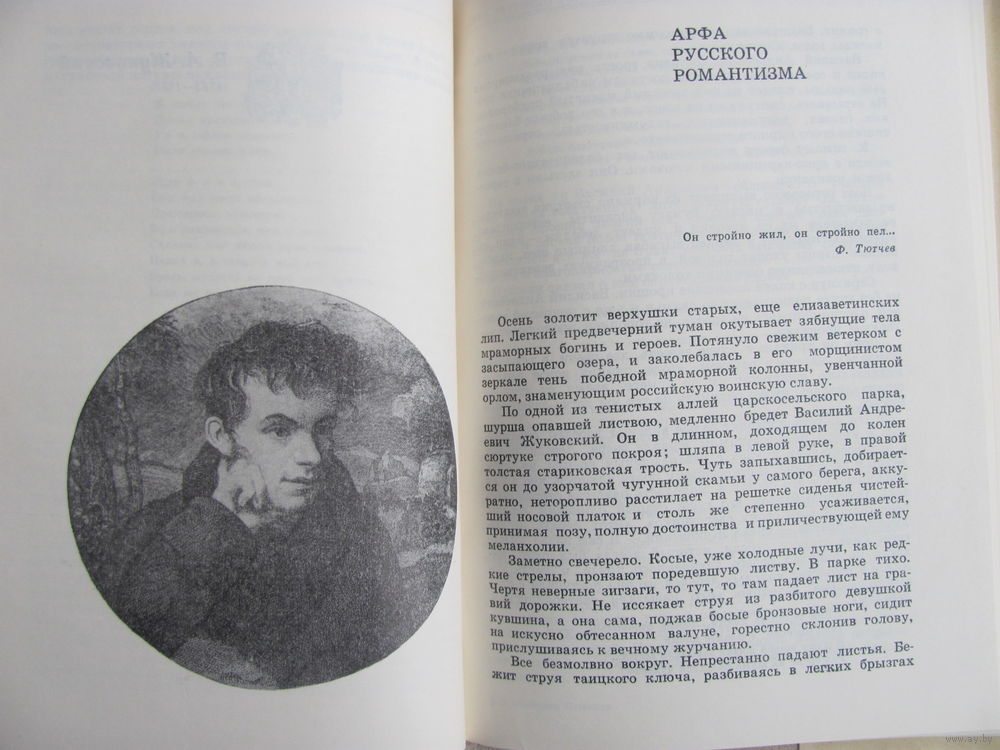 АРФА
РУССКОГО
РОМАНТИЗМА
Он стройно жил, он стройно пел...
Ф. Тютчев
Осень золотит верхушки старых, еще елизаветинских
лип. Легкий предвечерний туман окутывает зябнущие тела
мраморных богинь и героев. Потянуло свежим ветерком с
засыпающего озера, и заколебалась в его морщинистом
зеркале тень победной мраморной колонны, увенчанной
орлом, знаменующим российскую воинскую славу.
По одной из тенистых аллей царскосельского парка,
шурша опавшей листвою, медленно бредет Василий Андре-
евич Жуковский. Он в длинном, доходящем до колен
сюртуке строгого покроя; шляпа в левой руке, в правой
толстая стариковская трость. Чуть запыхавшись, добирает-
ся он до узорчатой чугунной скамьи у самого берега, акку-
ратно, неторопливо расстилает на решетке сиденья чистей-
ший носовой платок и столь же степенно усаживается,
принимая позу, полную достоинства и приличествующей ему
меланхолии.
Заметно свечерело. Косые, уже холодные лучи, как ред-
кие стрелы, пронзают поредевшую листву. В парке тихо.
Чертя неверные зигзаги, то тут, то там падает лист на гра-
вий дорожки. Не иссякает струя из разбитого девушкой
кувшина, а она сама, поджав босые бронзовые ноги, сидит
на искусно обтесанном валуне, горестно склонив голову,
прислушиваясь к вечному журчанию.
Все безмолвно вокруг. Непрестанно падают листья. Бе-
жит струя таицкого ключа, разбиваясь в легких брызгах
www.ay.by